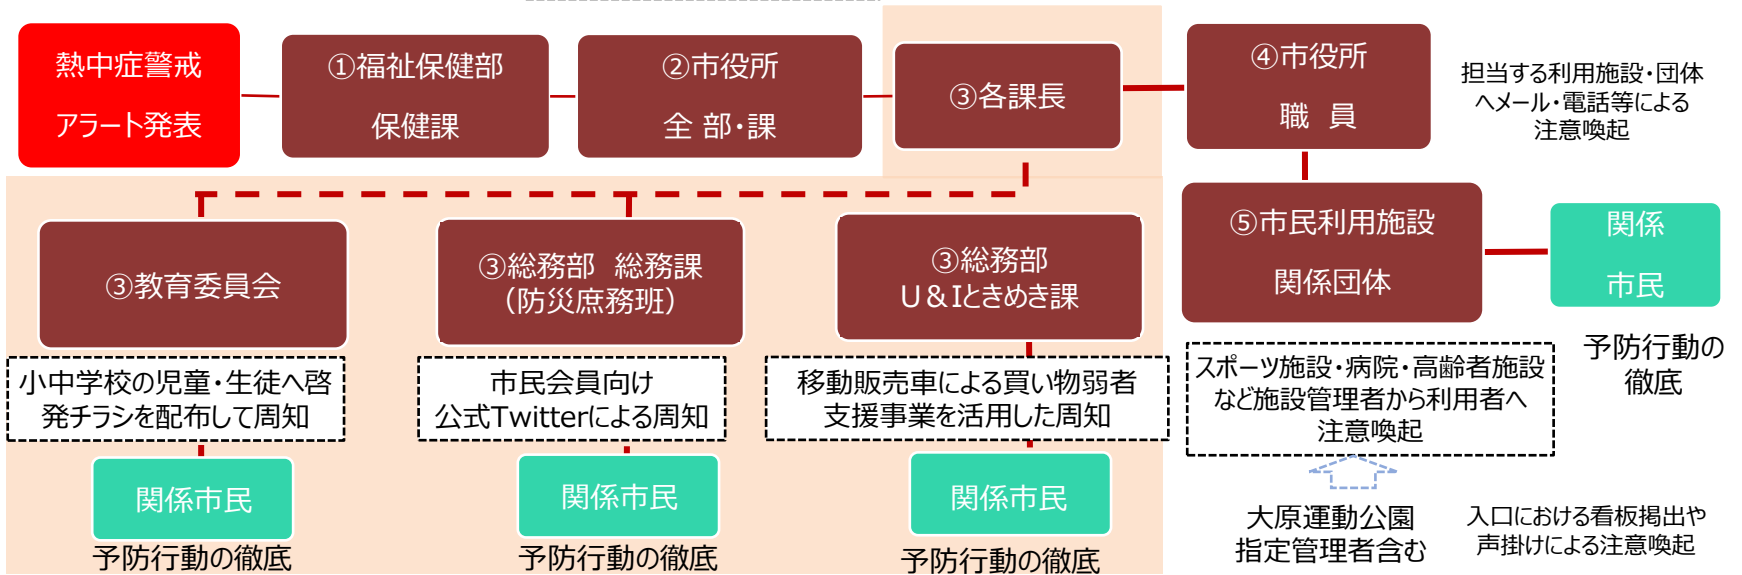 熱中症警戒
アラート発表
①福祉保健部
保健課
②市役所
全 部・課
③各課長
④市役所
職 員
担当する利用施設・団体
へメール・電話等による
注意喚起
③教育委員会
③総務部 総務課
（防災庶務班）
③総務部
U＆Iときめき課
⑤市民利用施設
関係団体
関係
市民
小中学校の児童・生徒へ啓
発チラシを配布して周知
市民会員向け
公式Twitterによる周知
移動販売車による買い物弱者
支援事業を活用した周知
スポーツ施設・病院・高齢者施設
など施設管理者から利用者へ
注意喚起
予防行動の
徹底
関係市民
関係市民
関係市民
予防行動の徹底
予防行動の徹底
予防行動の徹底
大原運動公園
指定管理者含む
入口における看板掲出や
声掛けによる注意喚起